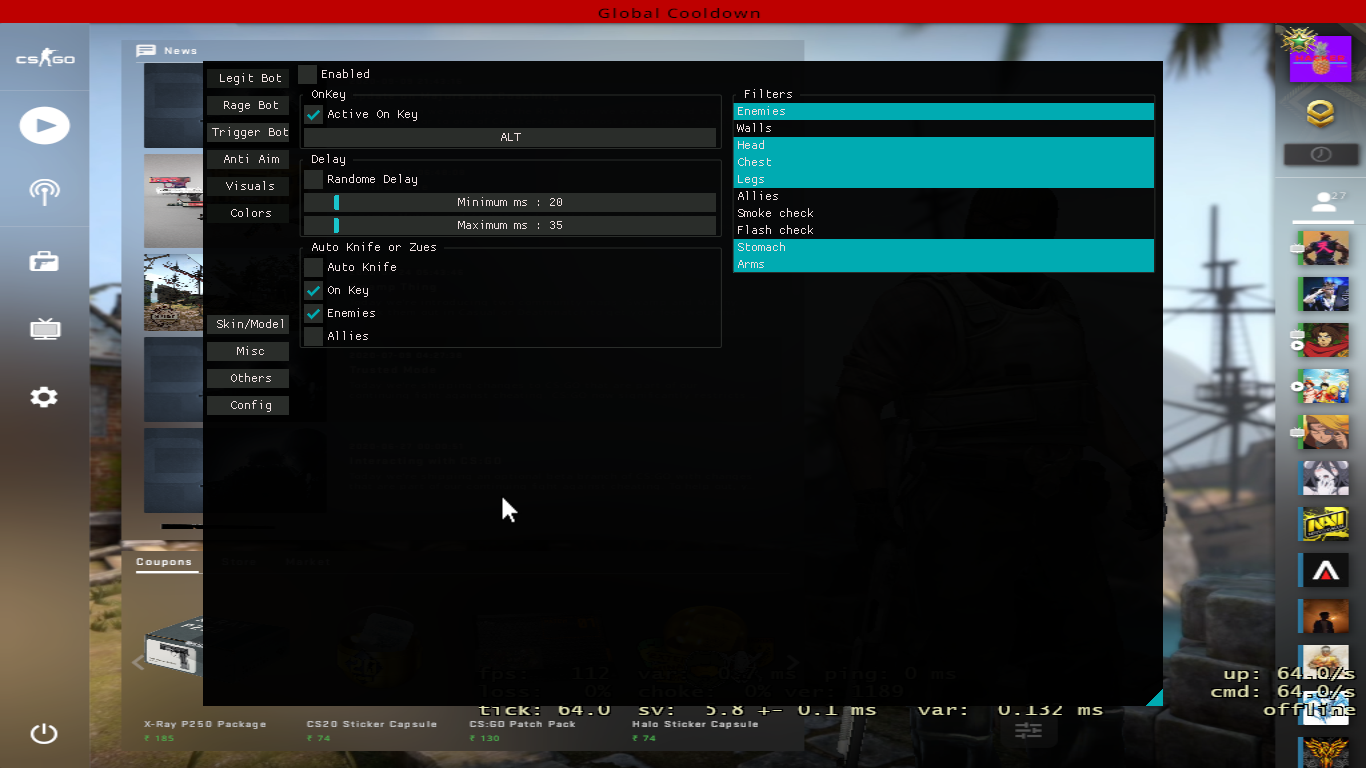 Global Cooldown
CS:GO
News
27
Legit Bot
Rage Bot
Trigger Bot
Anti Aim
Visuals
Colors
Skin/Model
Misc
Others
Config
Enabled
OnKey
Active On Key
ALT
Delay
Randome Delay
Minimum ms : 20
Maximum ms : 35
Auto Knife or Zues
Auto Knife
On Key
Enemies
Allies
Filters
Enemies
Walls
Head
Chest
Legs
Allies
Smoke check
Flash check
Stomach
Arms
Coupons Store Market
fps: 112 var: ms ping: 0 ms
loss: 0% choke: 0% ver: 1189
tick: 64.0 sv: 5.8 +- 0.1 ms var: 0.132 ms
up: 64.0/s
cmd: 64.0/s
offline
X-Ray P250 Package
₹ 185
CS20 Sticker Capsule
₹ 74
CS:GO Patch Pack
₹ 130
Halo Sticker Capsule
₹ 74